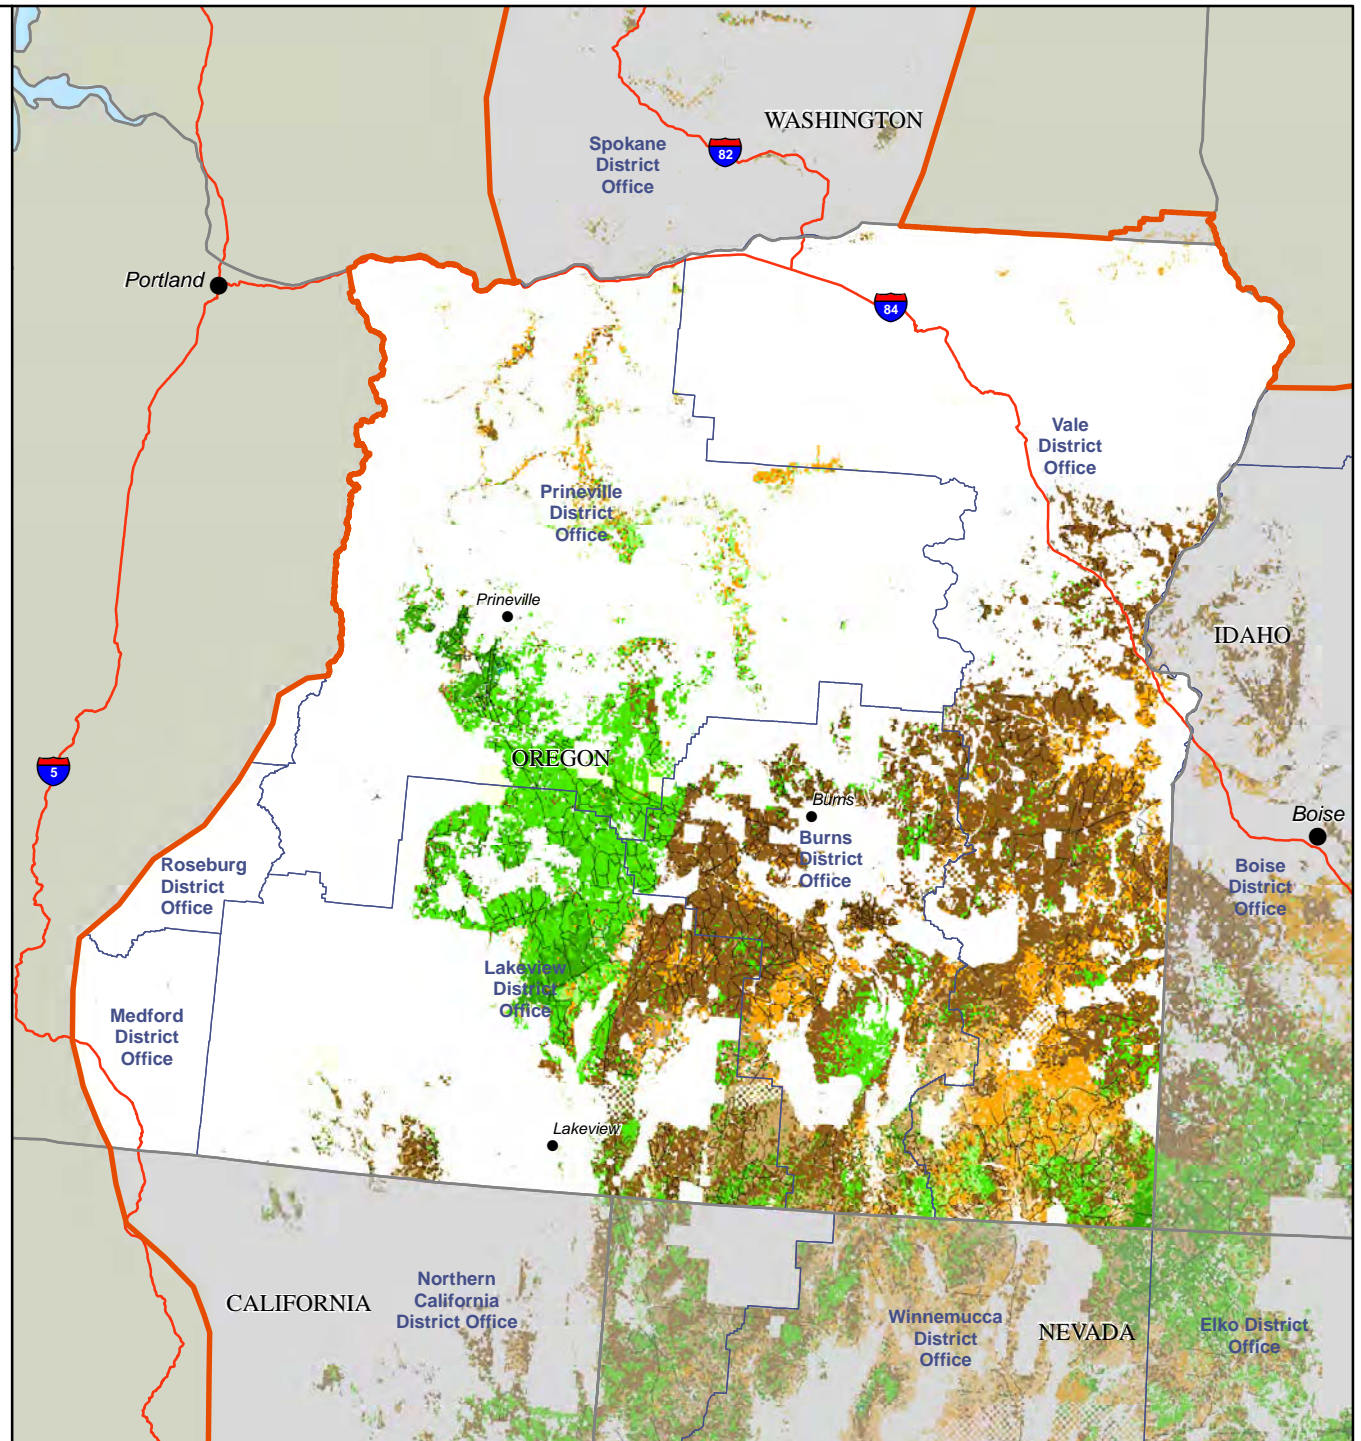 WASHINGTON
Spokane
District
Office
82
Portland
84
Vale
District
Office
Prineville
District
Office
Prineville
IDAHO
OREGON
5
Burns
Boise
Burns
District
Office
Roseburg
District
Office
Boise
District
Office
Lakeview
District
Office
Medford
District
Office
Lakeview
Northern
California
District Office
CALIFORNIA
Winnemucca
District
Office
NEVADA
Elko District
Office